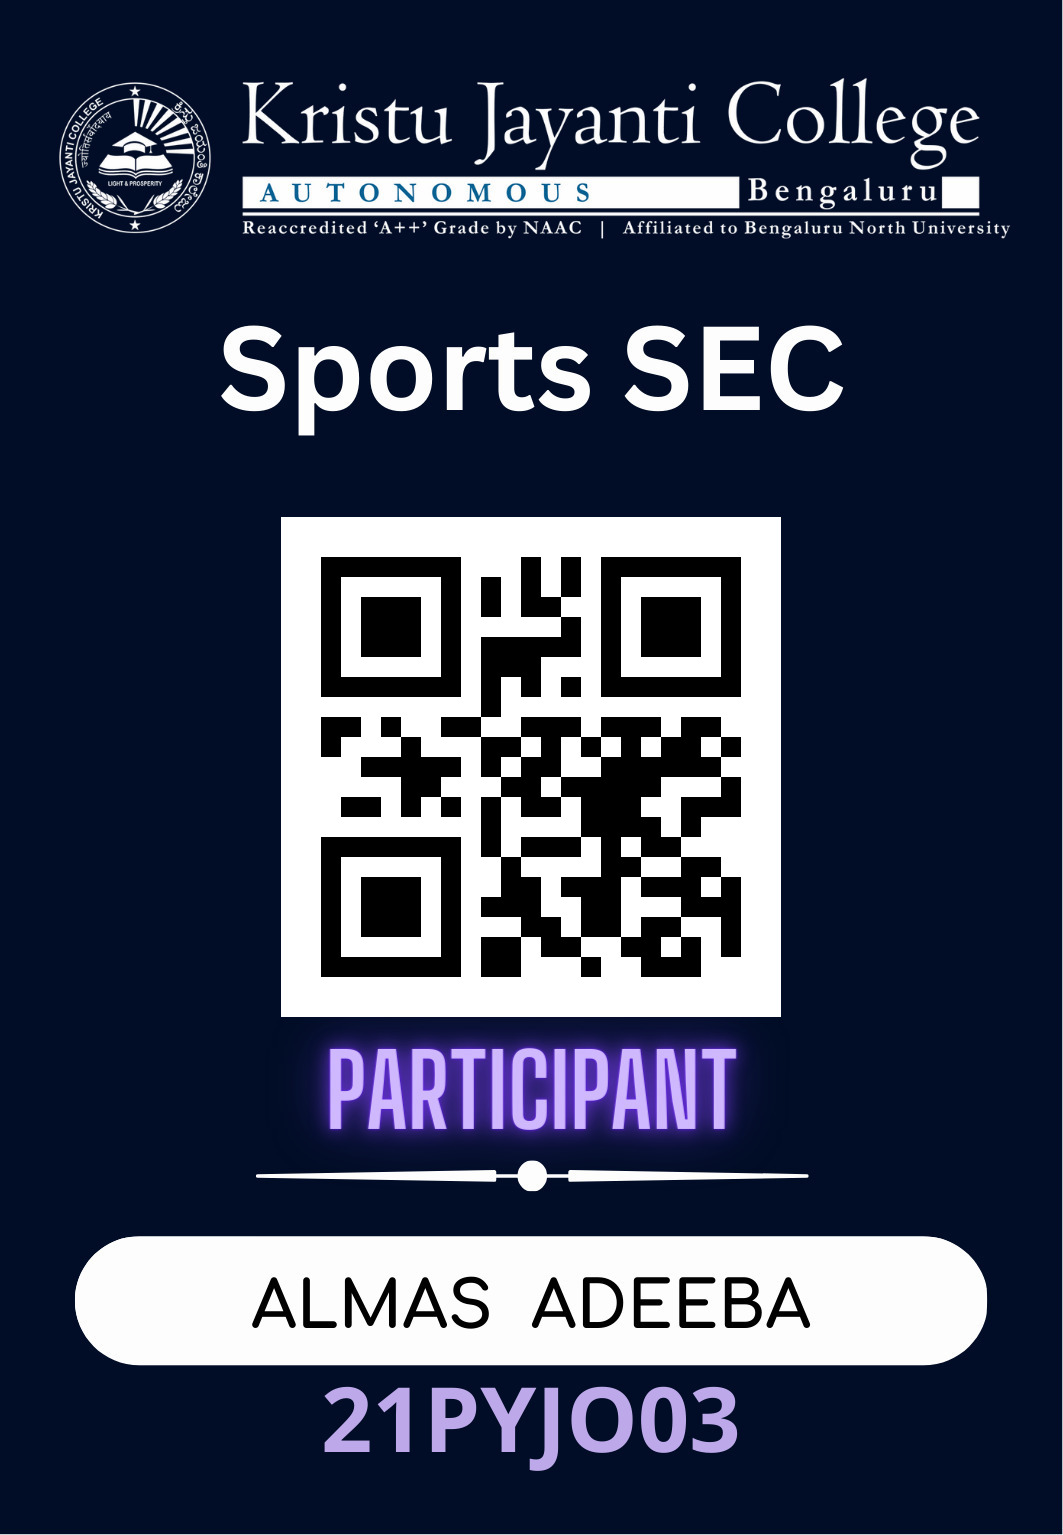 KRISTU JAYANTI COLLEGE
ज्योतिसंवादयाय
LIGHT & PROSPERITY
Kristu Jayanti College
AUTONOMOUS Bengaluru
Reaccredited ‘A++’ Grade by NAAC | Affiliated to Bengaluru North University
Sports SEC
PARTICIPANT
ALMAS ADEEBA
21PYJO03